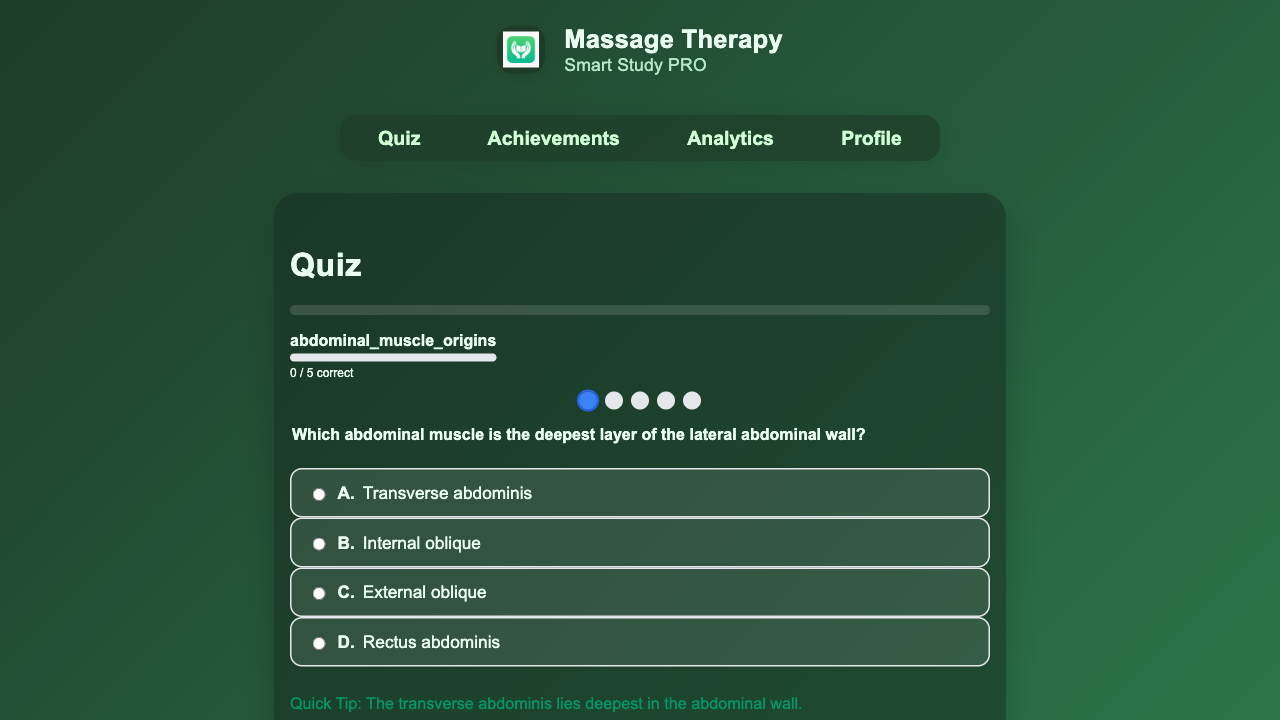 Massage Therapy
Smart Study PRO
Quiz Achievements Analytics Profile
Quiz
abdominal_muscle_origins
0 / 5 correct
Which abdominal muscle is the deepest layer of the lateral abdominal wall?
A. Transverse abdominis
B. Internal oblique
C. External oblique
D. Rectus abdominis
Quick Tip: The transverse abdominis lies deepest in the abdominal wall.